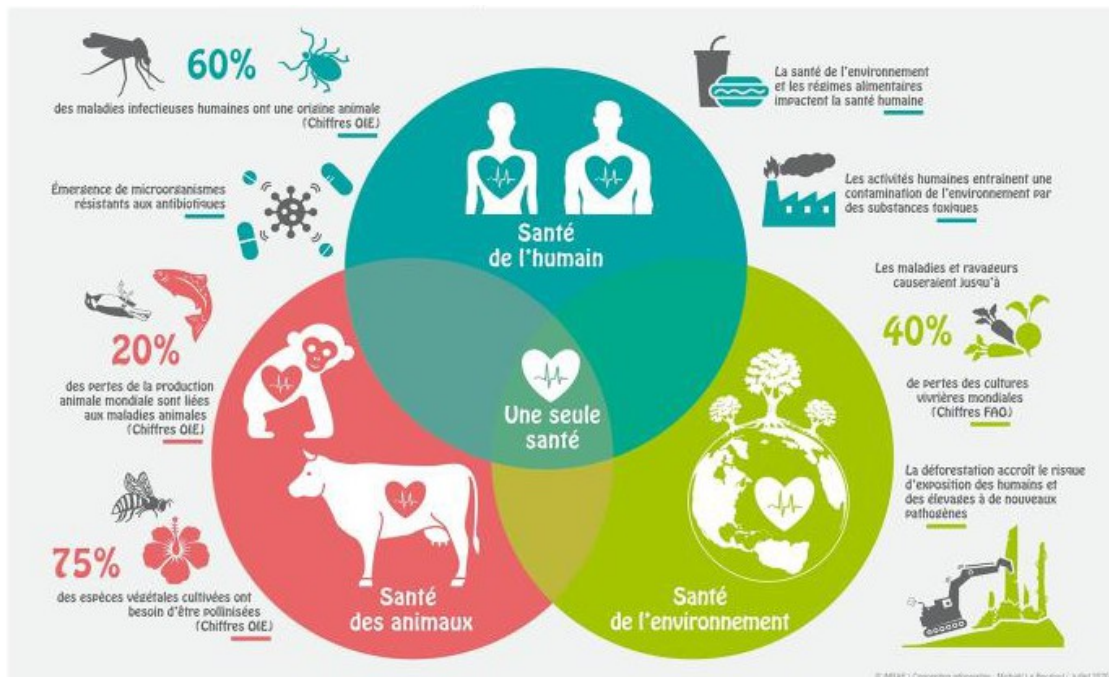 60%
des maladies infectieuses humaines ont une origine animale
(Chiffres OIE)
Émergence de microorganismes
résistants aux antibiotiques
20%
des pertes de la production
animale mondiale sont liées
aux maladies animales
(Chiffres OIE)
75%
des espèces végétales cultivées ont
besoin d'être pollinisées
(Chiffres OIE)
Santé
de l'humain
Une seule
santé
Santé
des animaux
Santé
de l'environnement
La santé de l'environnement
et les régimes alimentaires
impactent la santé humaine
Les activités humaines entrainent une
contamination de l'environnement par
des substances toxiques
Les maladies et ravageurs
causeraient jusqu'à
40%
de pertes des cultures
vivrières mondiales
(Chiffres FAO)
La déforestation accroît le risque
d'exposition des humains et
des élevages à de nouveaux
pathogènes